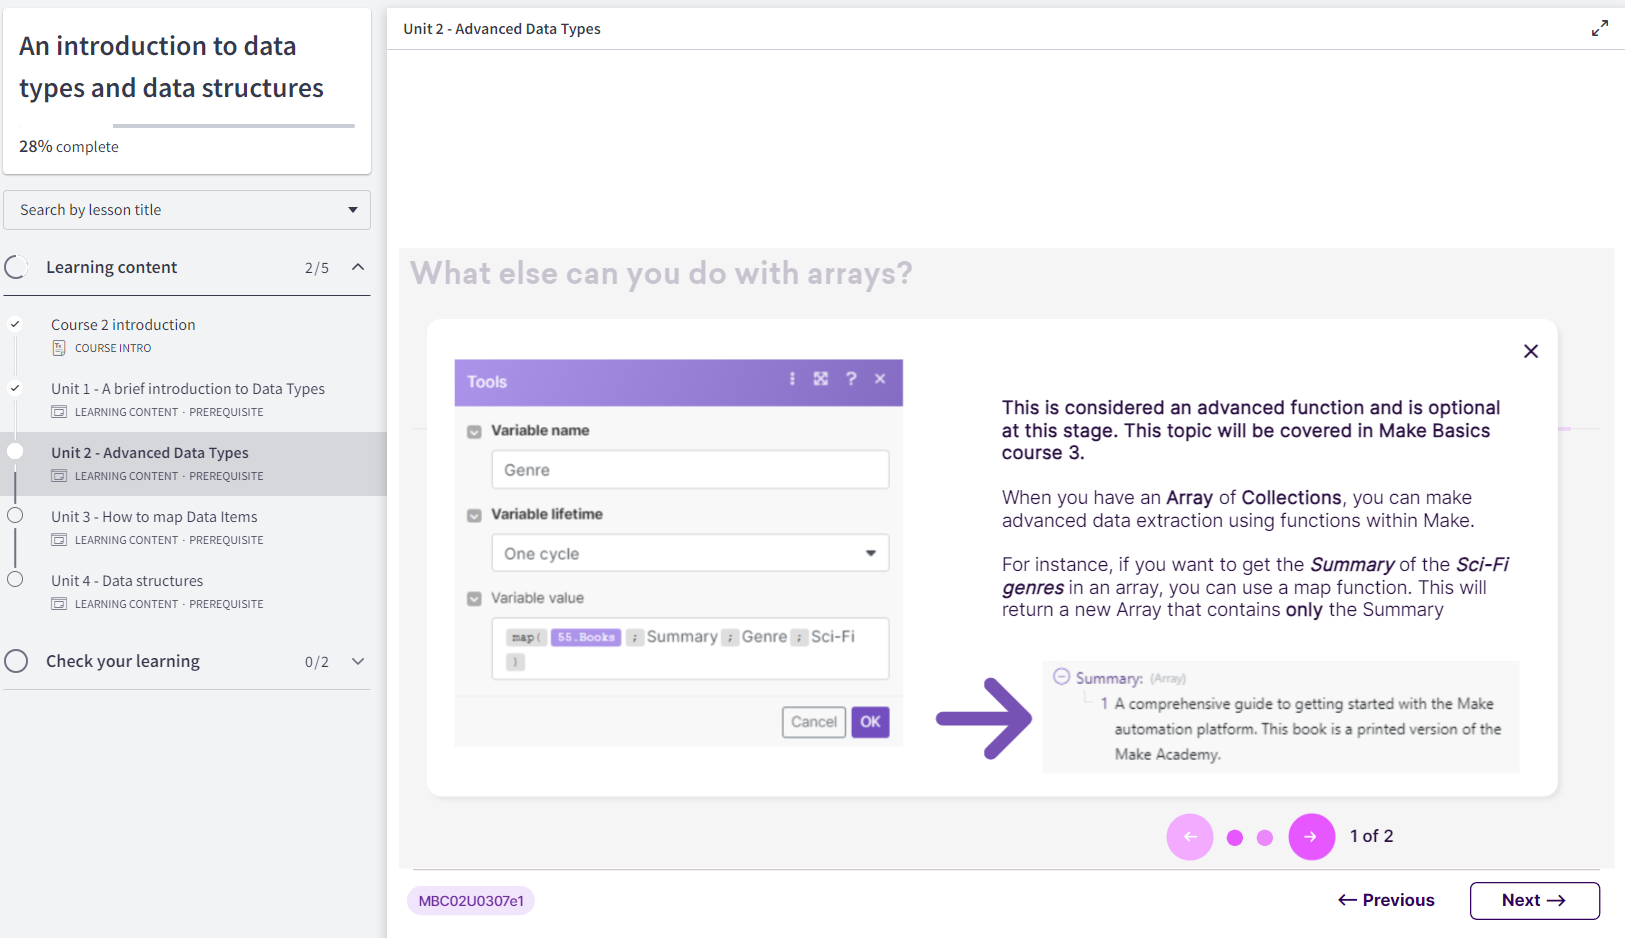 An introduction to data
types and data structures
28% complete
Search by lesson title
Learning content 2/5
Course 2 introduction
COURSE INTRO
Unit 1 - A brief introduction to Data Types
LEARNING CONTENT · PREREQUISITE
Unit 2 - Advanced Data Types
LEARNING CONTENT · PREREQUISITE
Unit 3 - How to map Data Items
LEARNING CONTENT · PREREQUISITE
Unit 4 - Data structures
LEARNING CONTENT · PREREQUISITE
Check your learning 0/2
Unit 2 - Advanced Data Types
What else can you do with arrays?
Tools
Variable name
Genre
Variable lifetime
One cycle
Variable value
map( 55.Books ; Summary ; Genre ; Sci-Fi
)
Cancel OK
This is considered an advanced function and is optional
at this stage. This topic will be covered in Make Basics
course 3.
When you have an Array of Collections, you can make
advanced data extraction using functions within Make.
For instance, if you want to get the Summary of the Sci-Fi
genres in an array, you can use a map function. This will
return a new Array that contains only the Summary
Summary: (Array)
1 A comprehensive guide to getting started with the Make
automation platform. This book is a printed version of the
Make Academy.
1 of 2
MBC02U0307e1
← Previous
Next →